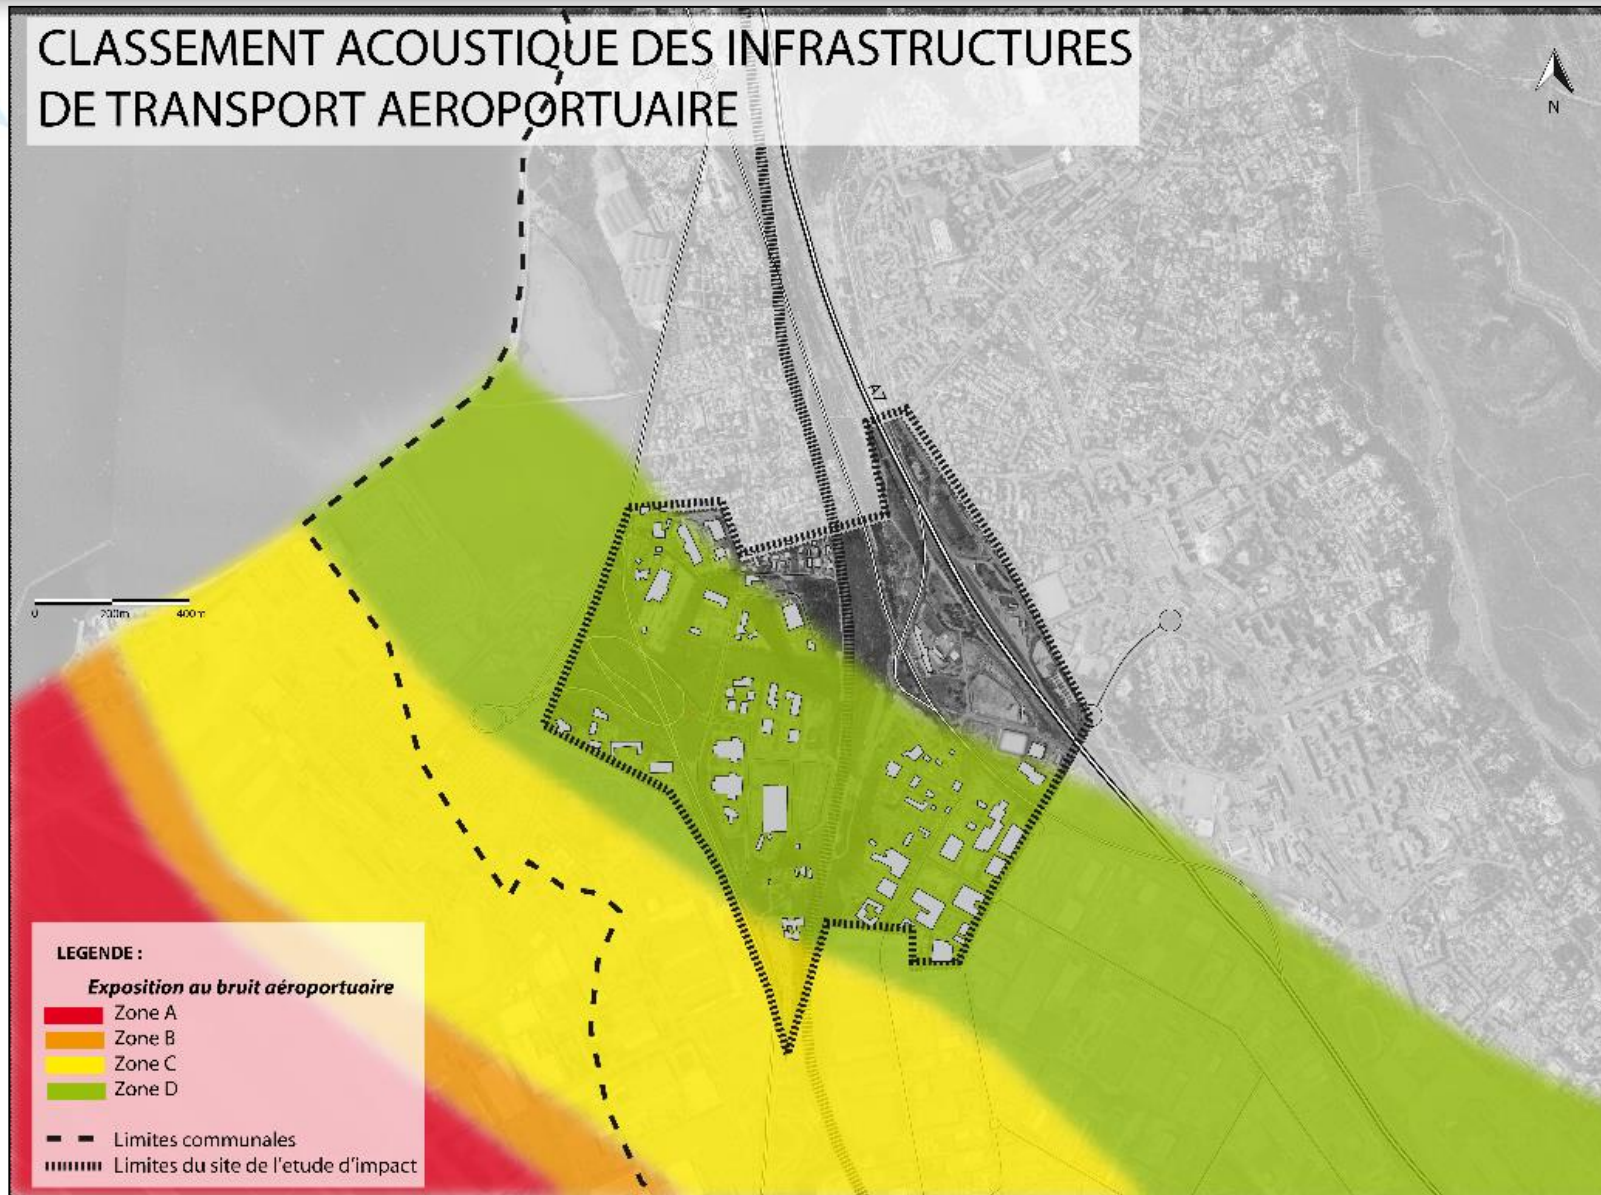 CLASSEMENT ACOUSTIQUE DES INFRASTRUCTURES
DE TRANSPORT AEROPORTUAIRE
N
A7
0 200m 400m
LEGENDE :
Exposition au bruit aéroportuaire
Zone A
Zone B
Zone C
Zone D
Limites communales
Limites du site de l'etude d'impact